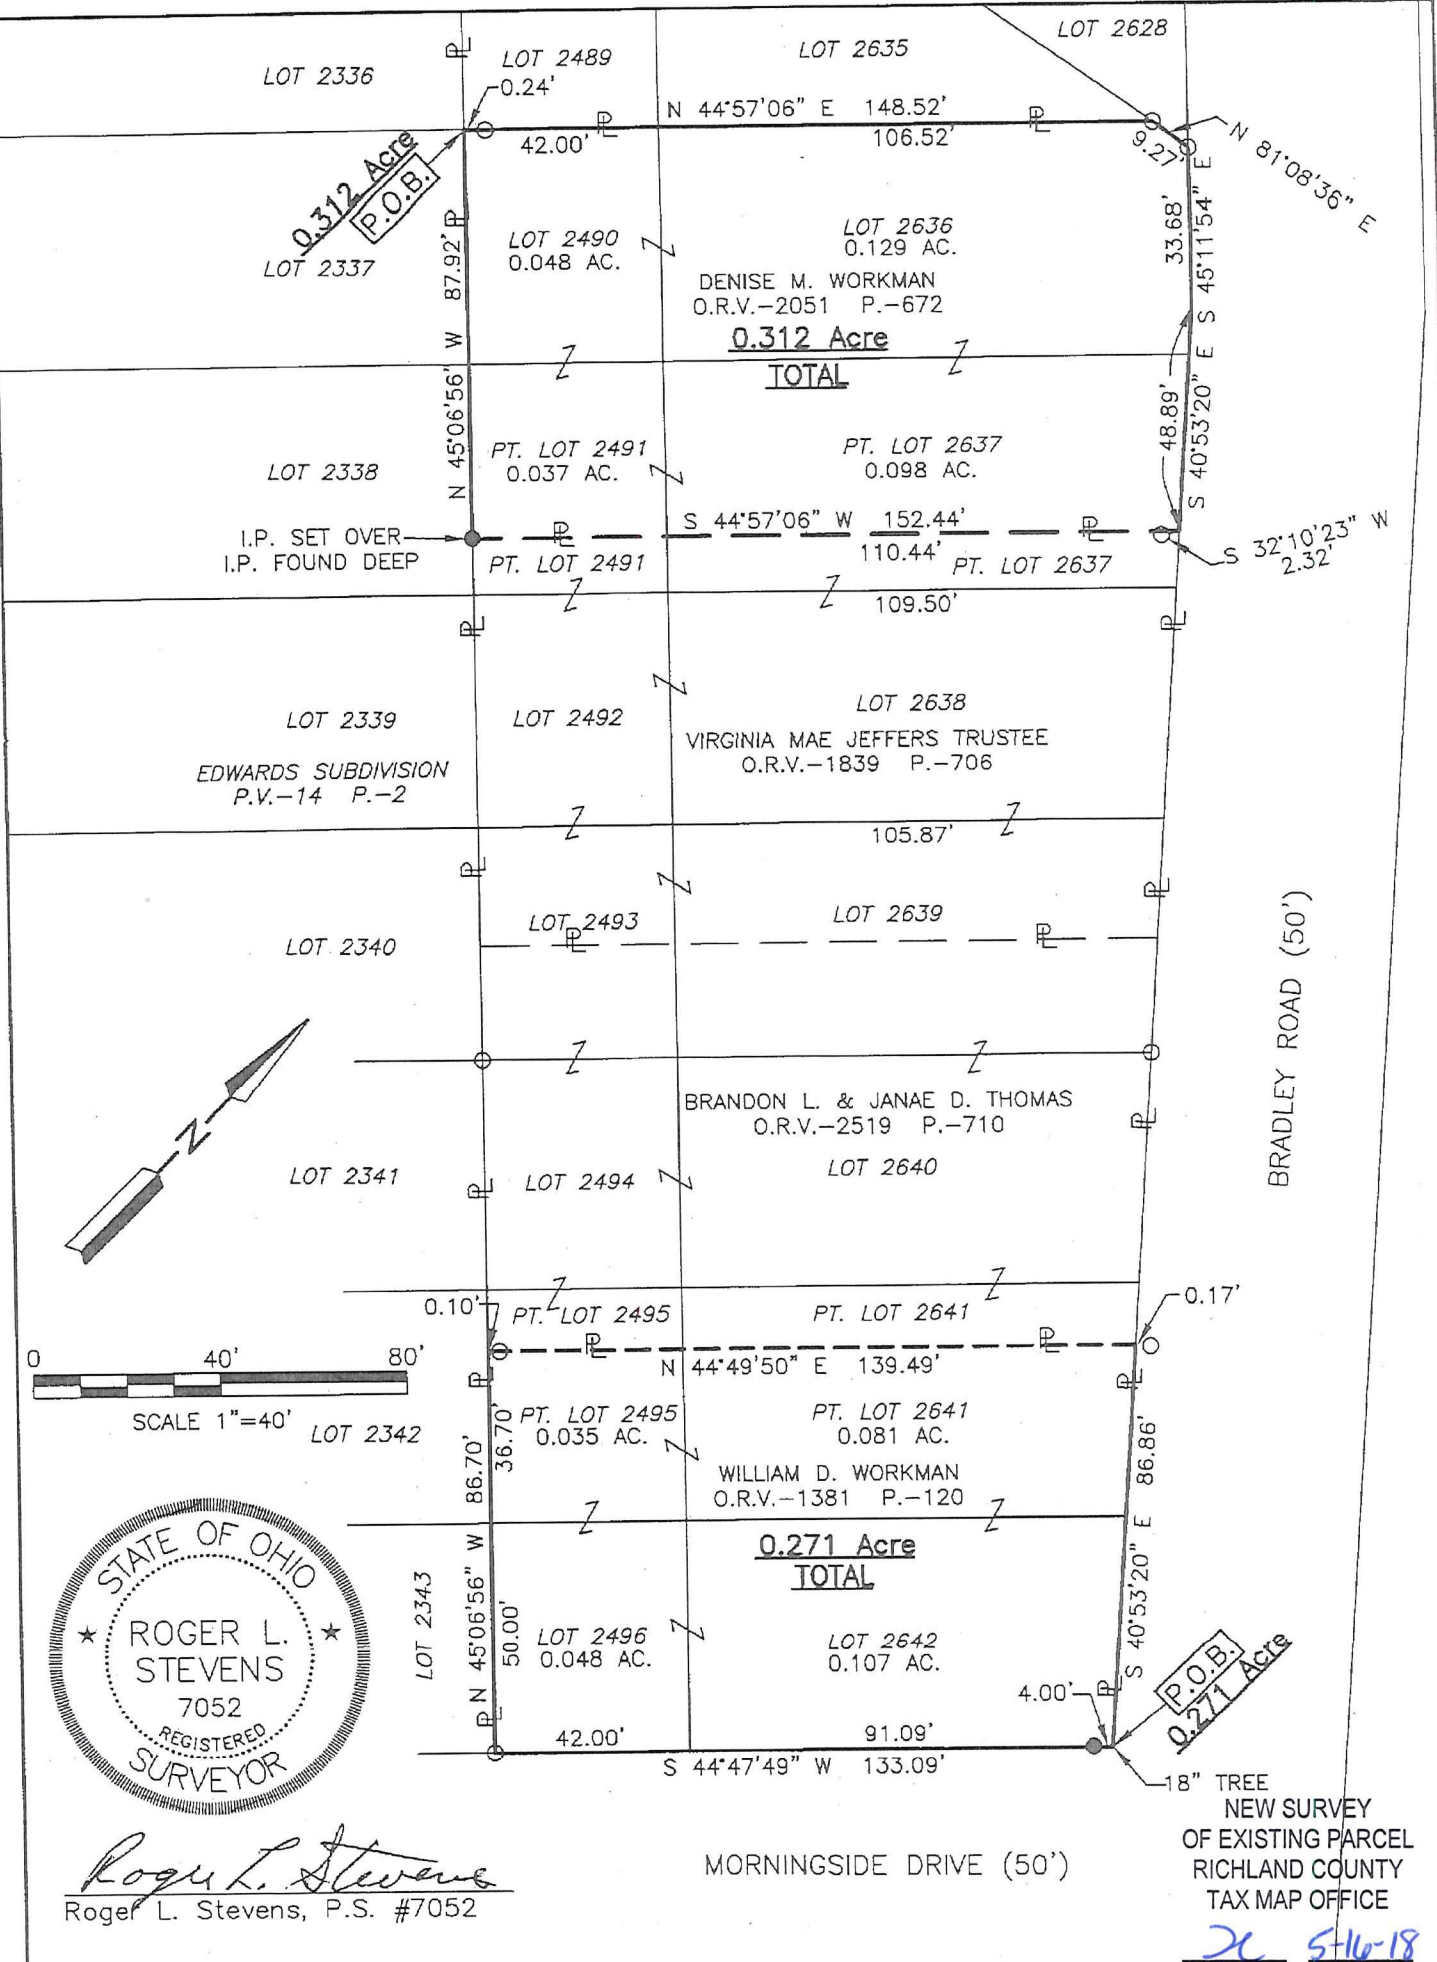 LOT 2336
LOT 2489
0.24'
LOT 2635
LOT 2628
N 44°57'06" E 148.52'
42.00'
106.52'
9.27'
N 81°08'36" E
0.312 Acre
P.O.B.
LOT 2337
N 45°06'56" W 87.92'
LOT 2490
0.048 AC.
LOT 2636
0.129 AC.
DENISE M. WORKMAN
O.R.V.-2051 P.-672
0.312 Acre
TOTAL
33.68'
S 45°11'54" E
48.89'
S 40°53'20" E
LOT 2338
PT. LOT 2491
0.037 AC.
PT. LOT 2637
0.098 AC.
I.P. SET OVER
I.P. FOUND DEEP
S 44°57'06" W 152.44'
110.44'
S 32°10'23" W
2.32'
PT. LOT 2491
PT. LOT 2637
109.50'
LOT 2339
LOT 2492
LOT 2638
VIRGINIA MAE JEFFERS TRUSTEE
O.R.V.-1839 P.-706
EDWARDS SUBDIVISION
P.V.-14 P.-2
105.87'
LOT 2340
LOT 2493
LOT 2639
BRADLEY ROAD (50')
N
BRANDON L. & JANAE D. THOMAS
O.R.V.-2519 P.-710
LOT 2341
LOT 2494
LOT 2640
0.10'
PT. LOT 2495
PT. LOT 2641
0.17'
N 44°49'50" E 139.49'
0 40' 80'
SCALE 1"=40'
LOT 2342
PT. LOT 2495
0.035 AC.
PT. LOT 2641
0.081 AC.
WILLIAM D. WORKMAN
O.R.V.-1381 P.-120
0.271 Acre
TOTAL
N 45°06'56" W 86.70'
36.70'
50.00'
S 40°53'20" E 86.86'
LOT 2343
LOT 2496
0.048 AC.
LOT 2642
0.107 AC.
4.00'
P.O.B.
0.271 Acre
42.00'
91.09'
S 44°47'49" W 133.09'
18" TREE
STATE OF OHIO
ROGER L.
STEVENS
7052
REGISTERED
SURVEYOR
Roger L. Stevens
Roger L. Stevens, P.S. #7052
MORNINGSIDE DRIVE (50')
NEW SURVEY
OF EXISTING PARCEL
RICHLAND COUNTY
TAX MAP OFFICE
5-16-18